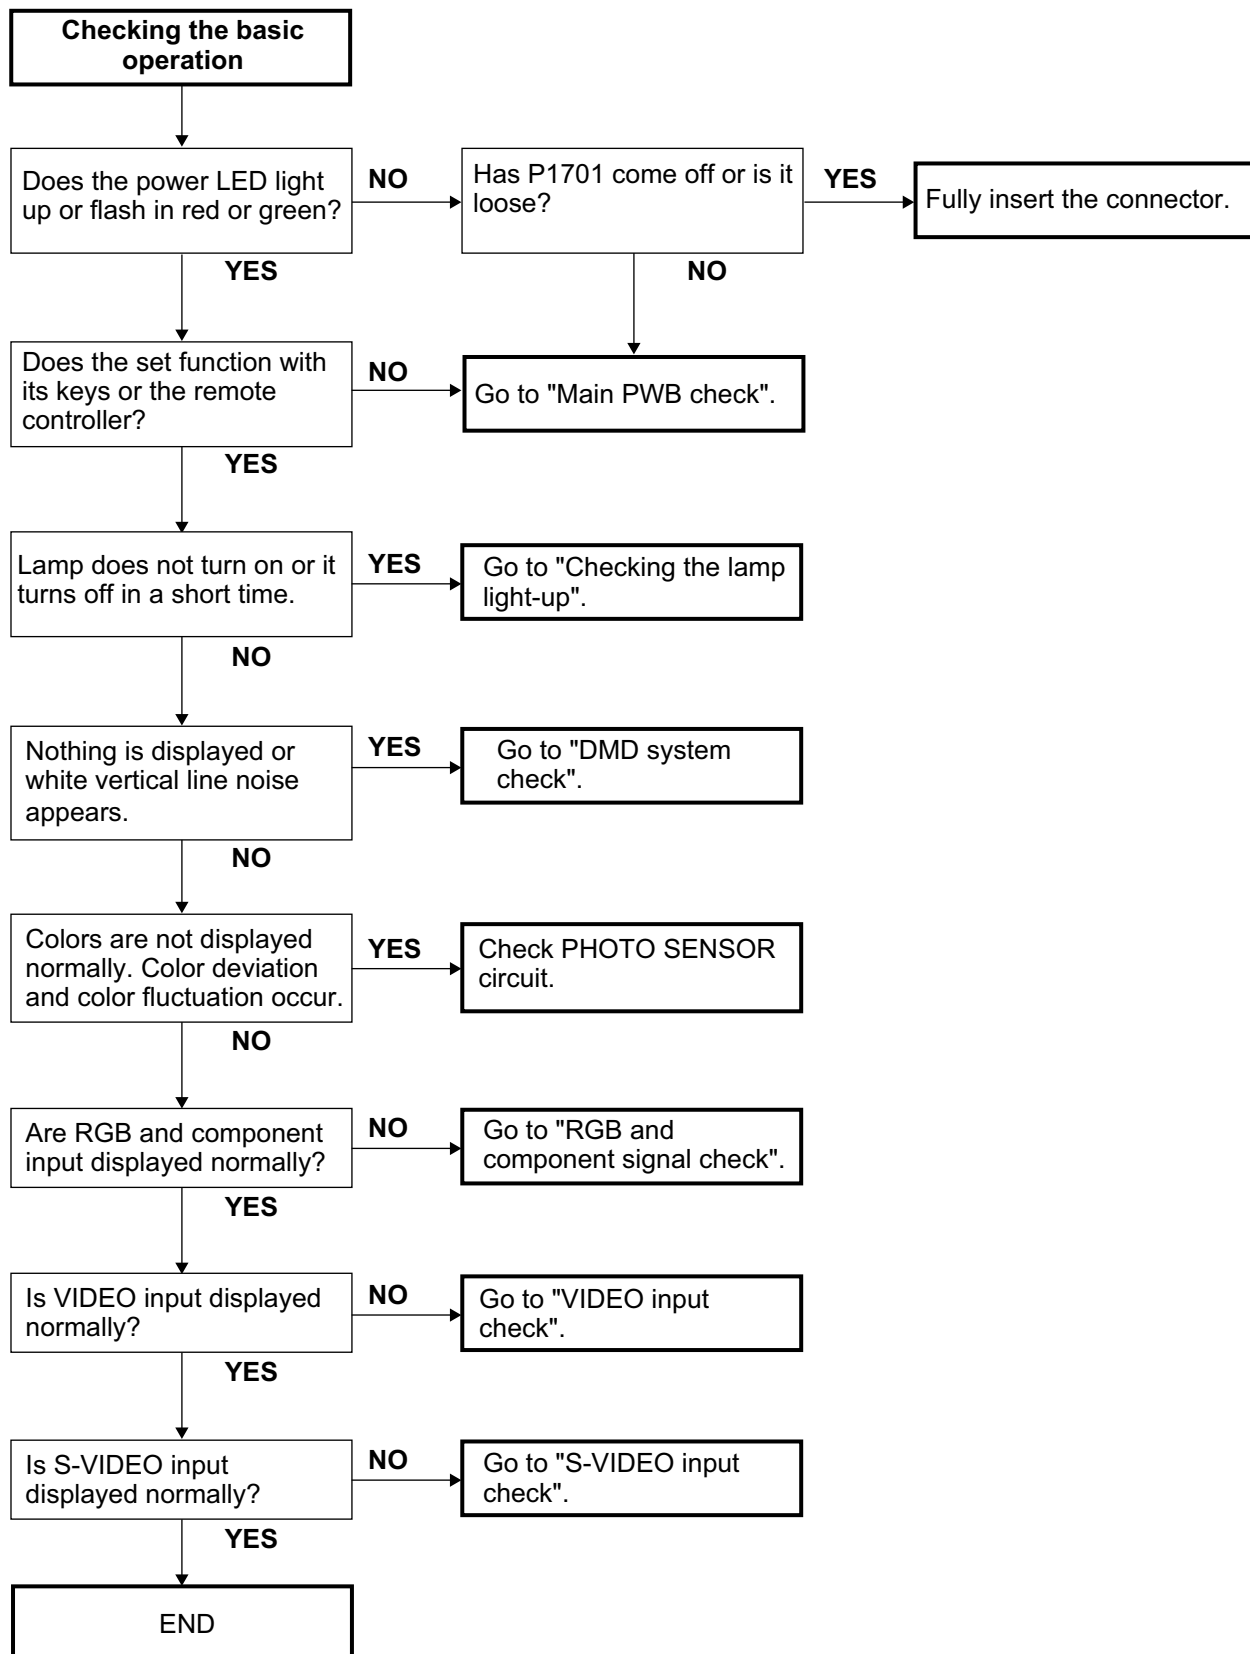 Checking the basic
operation
Does the power LED light
up or flash in red or green?
NO
Has P1701 come off or is it
loose?
YES
Fully insert the connector.
YES
NO
Does the set function with
its keys or the remote
controller?
NO
Go to "Main PWB check".
YES
Lamp does not turn on or it
turns off in a short time.
YES
Go to "Checking the lamp
light-up".
NO
Nothing is displayed or
white vertical line noise
appears.
YES
Go to "DMD system
check".
NO
Colors are not displayed
normally. Color deviation
and color fluctuation occur.
YES
Check PHOTO SENSOR
circuit.
NO
Are RGB and component
input displayed normally?
NO
Go to "RGB and
component signal check".
YES
Is VIDEO input displayed
normally?
NO
Go to "VIDEO input
check".
YES
Is S-VIDEO input
displayed normally?
NO
Go to "S-VIDEO input
check".
YES
END